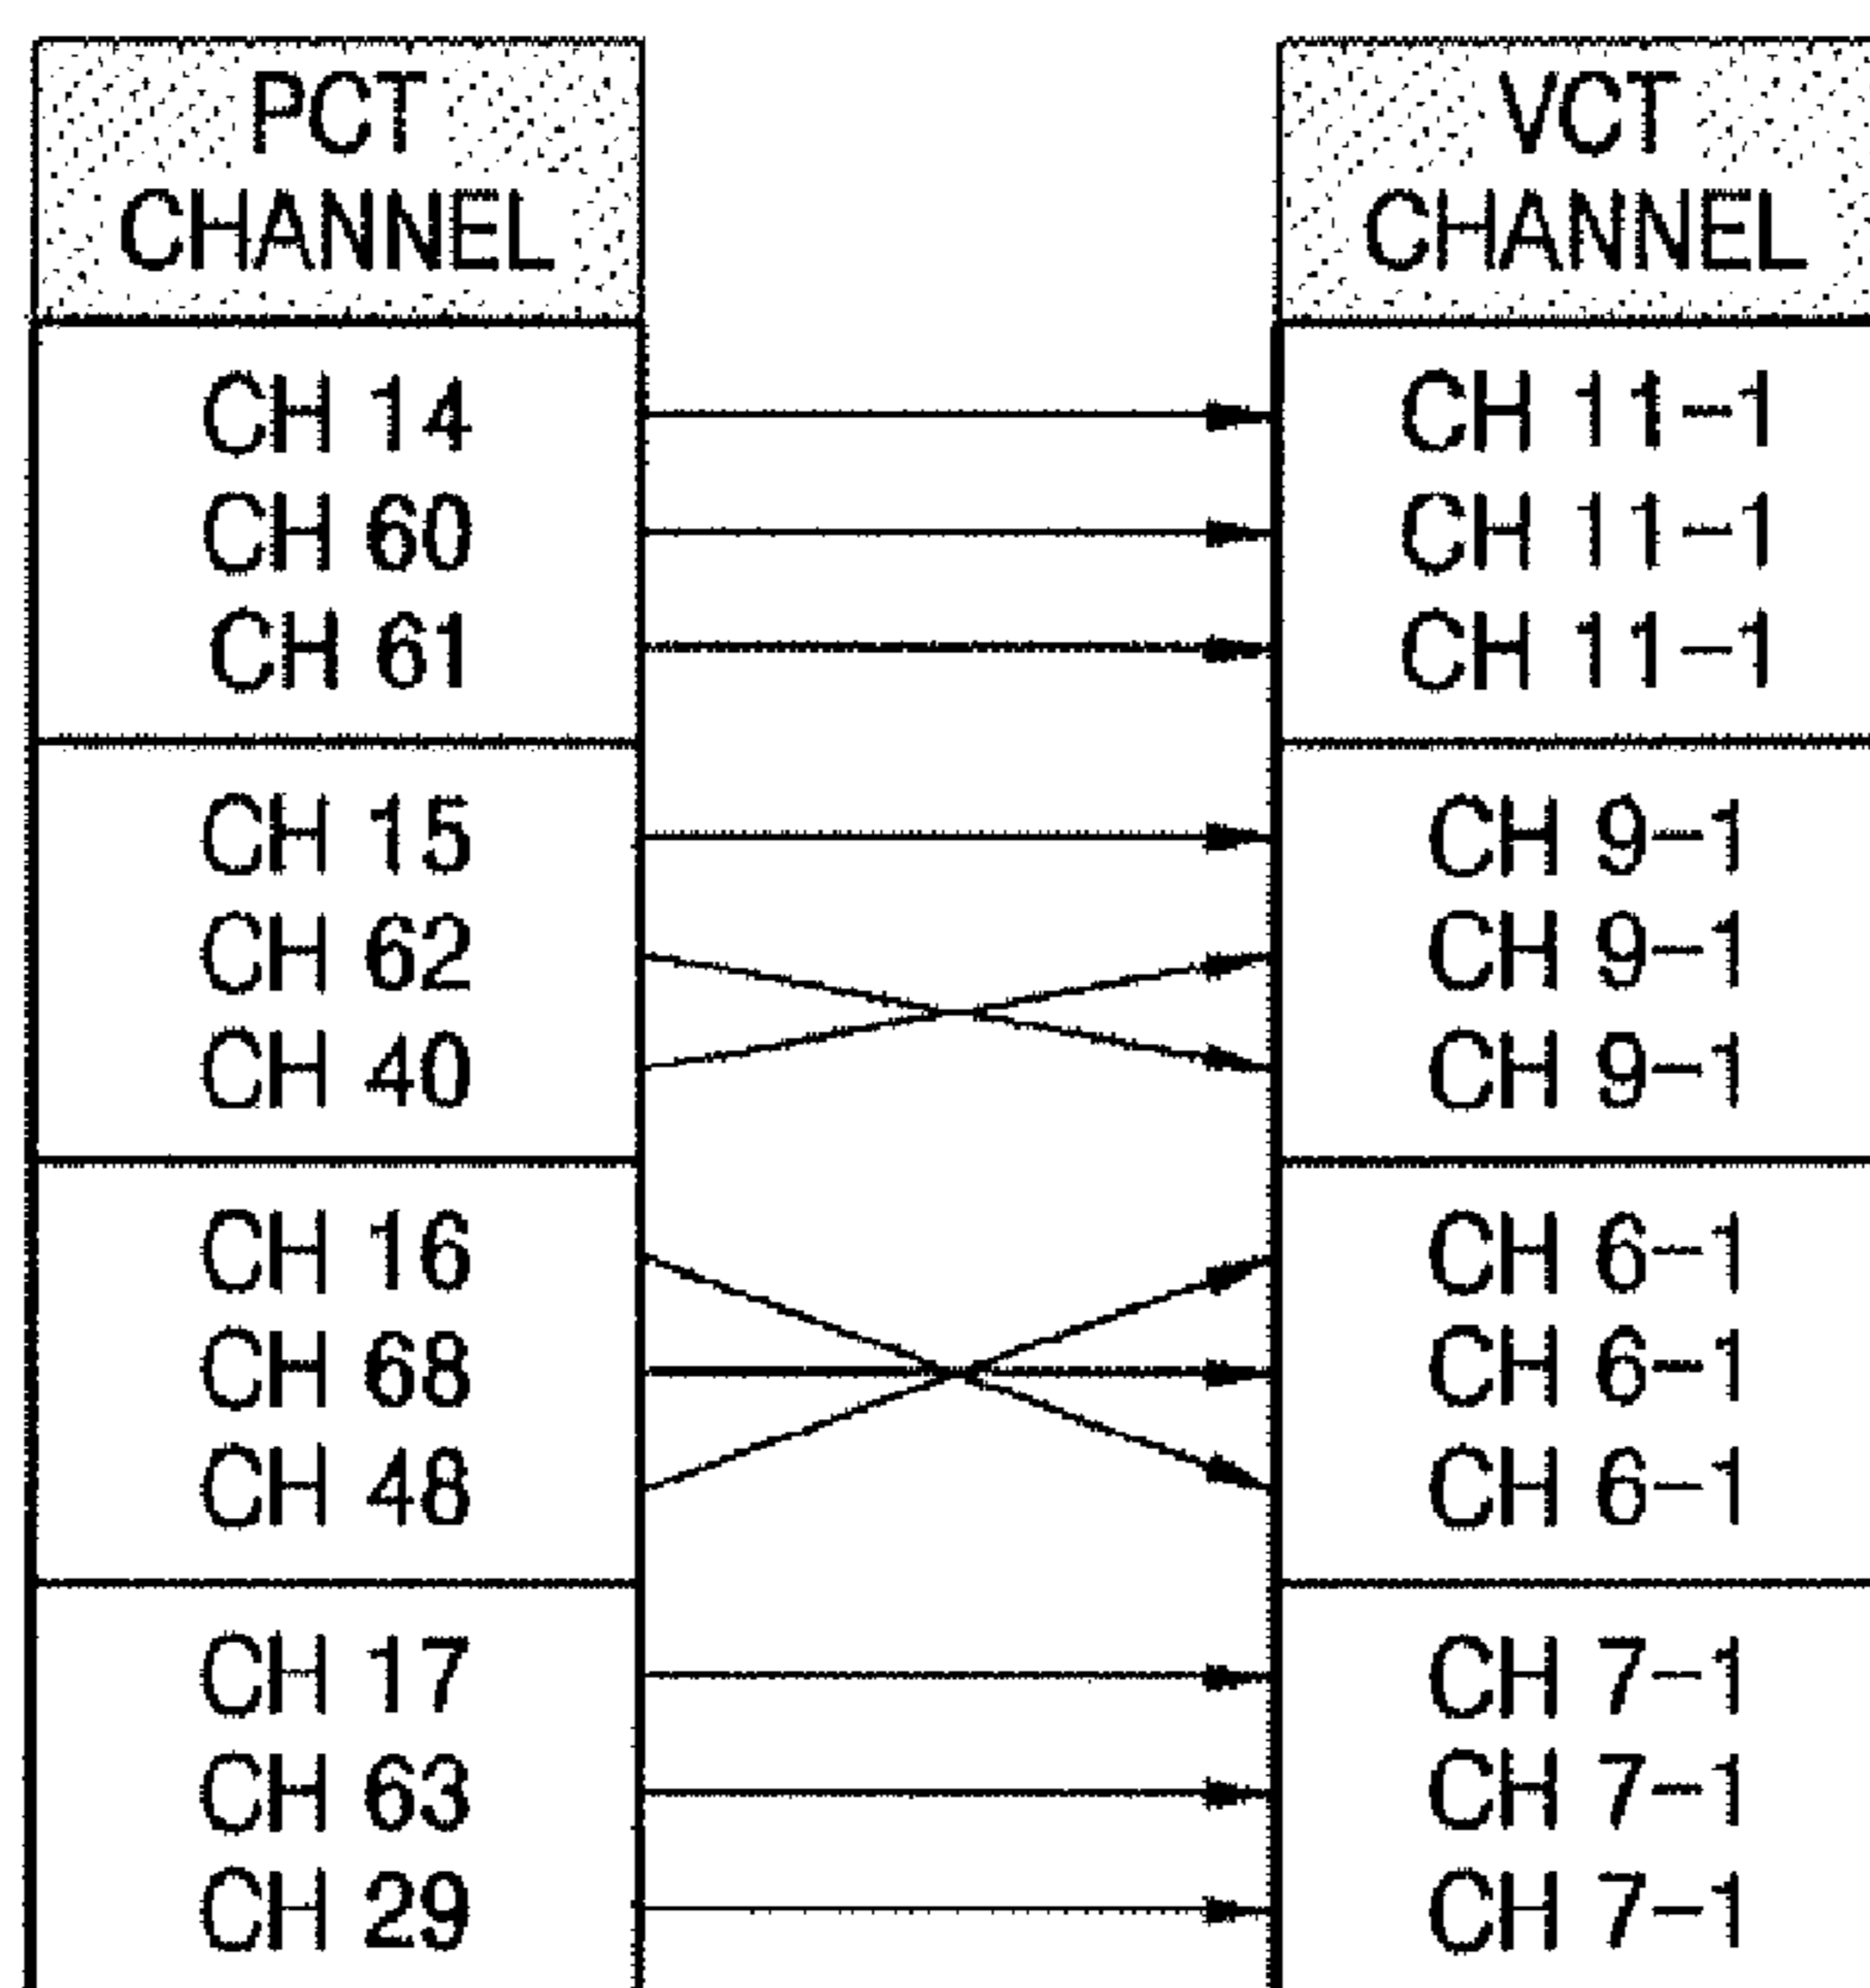 PCT
CHANNEL
CH 14
CH 60
CH 61
CH 15
CH 62
CH 40
CH 16
CH 68
CH 48
CH 17
CH 63
CH 29
VCT
CHANNEL
CH 11-1
CH 11-1
CH 11-1
CH 9-1
CH 9-1
CH 9-1
CH 6-1
CH 6-1
CH 6-1
CH 7-1
CH 7-1
CH 7-1